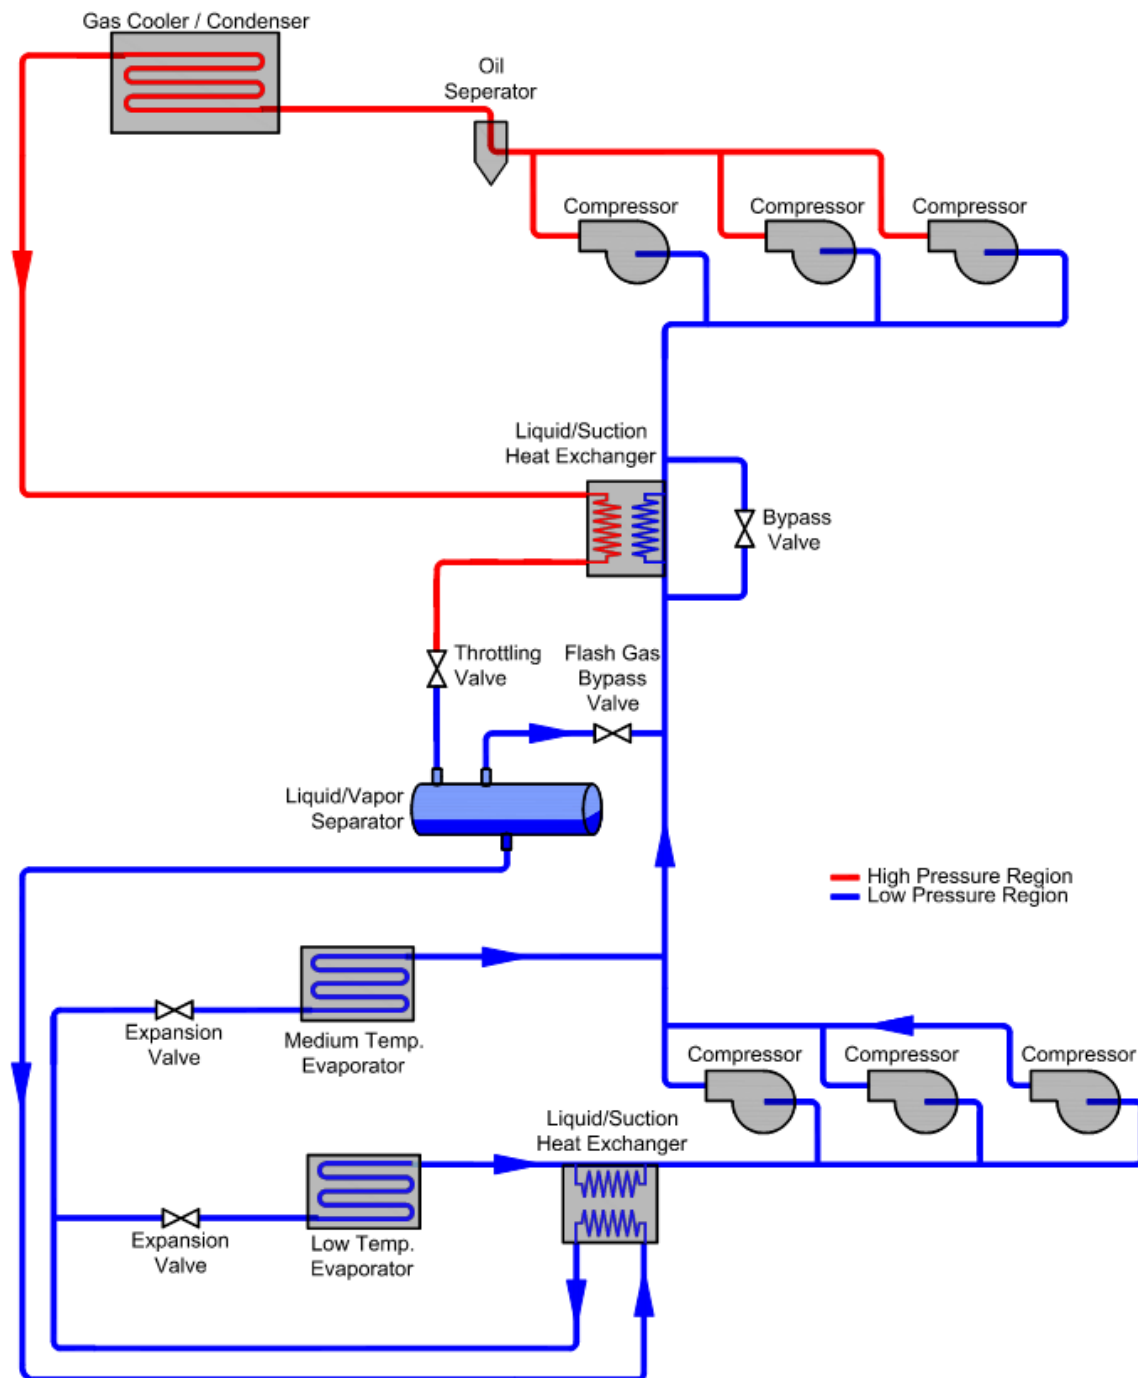 Gas Cooler / Condenser
Oil
Seperator
Compressor
Compressor
Compressor
Liquid/Suction
Heat Exchanger
Bypass
Valve
Throttling
Valve
Flash Gas
Bypass
Valve
Liquid/Vapor
Separator
High Pressure Region
Low Pressure Region
Expansion
Valve
Medium Temp.
Evaporator
Compressor
Compressor
Compressor
Liquid/Suction
Heat Exchanger
Expansion
Valve
Low Temp.
Evaporator